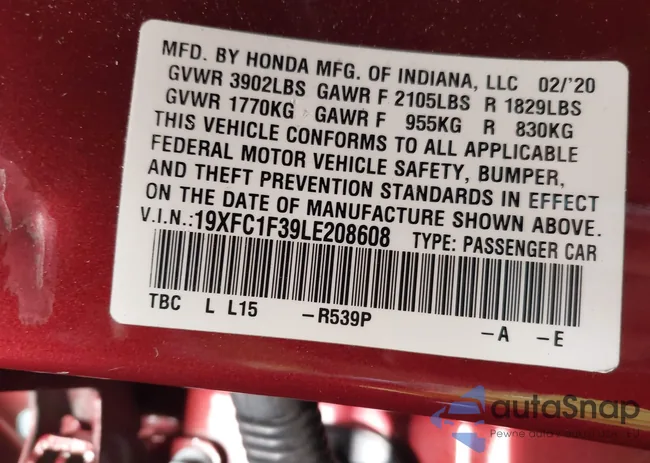 MFD. BY HONDA MFG. OF INDIANA, LLC 02/'20
GVWR 3902LBS GAWR F 2105LBS R 1829LBS
GVWR 1770KG GAWR F 955KG R 830KG
THIS VEHICLE CONFORMS TO ALL APPLICABLE
FEDERAL MOTOR VEHICLE SAFETY, BUMPER,
AND THEFT PREVENTION STANDARDS IN EFFECT
ON THE DATE OF MANUFACTURE SHOWN ABOVE.
V.I.N.:19XFC1F39LE208608 TYPE: PASSENGER CAR
TBC L L15 -R539P -A -E
autoSnap
Pewne auto